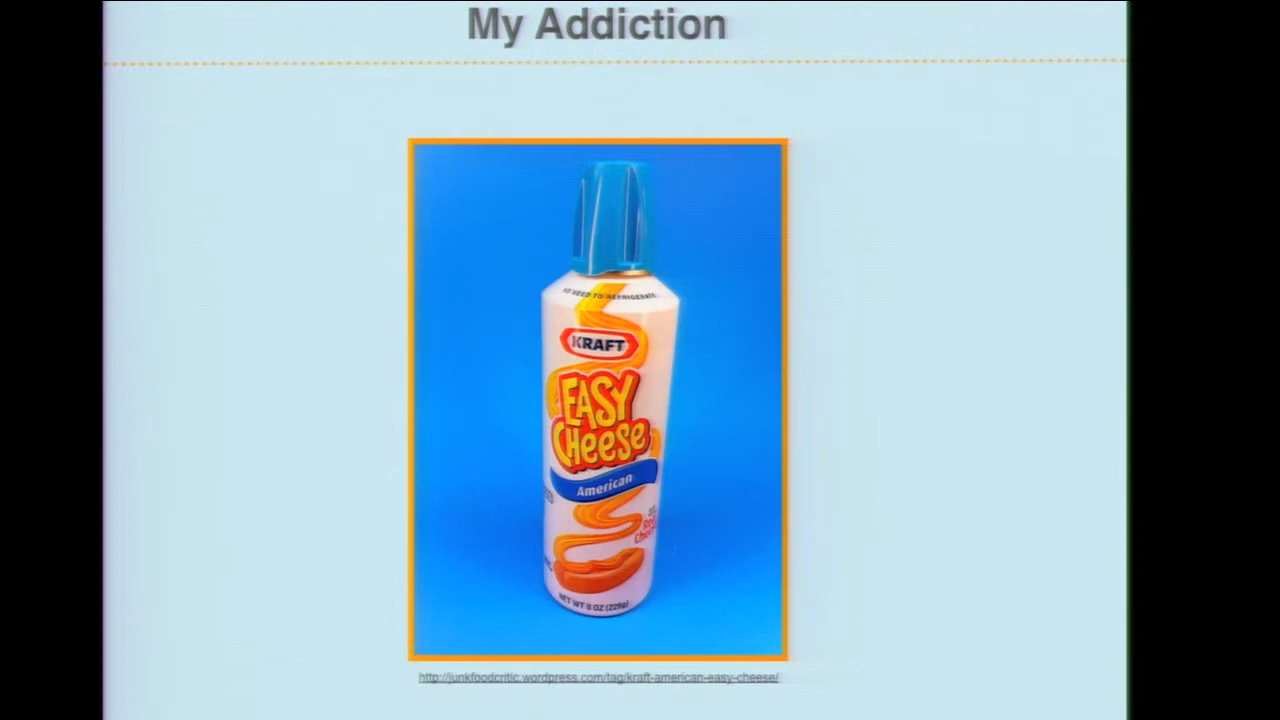 My Addiction
NO NEED TO REFRIGERATE
KRAFT
EASY
CHeeSe
American
Cheese
NET WT 8 OZ (226g)
http://junkfoodcritic.wordpress.com/tag/kraft-american-easy-cheese/